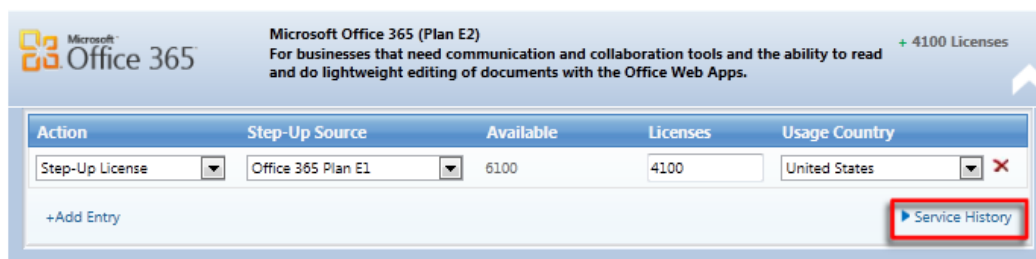 Microsoft
Office 365
Microsoft Office 365 (Plan E2)
For businesses that need communication and collaboration tools and the ability to read
and do lightweight editing of documents with the Office Web Apps.
+ 4100 Licenses
Action Step-Up Source Available Licenses Usage Country
Step-Up License Office 365 Plan E1 6100 4100 United States
+Add Entry Service History